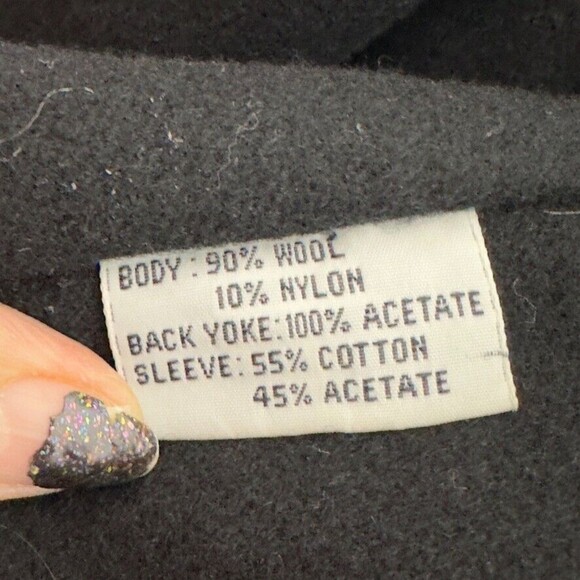 BODY : 90% WOOL
10% NYLON
BACK YOKE: 100% ACETATE
SLEEVE: 55% COTTON
45% ACETATE